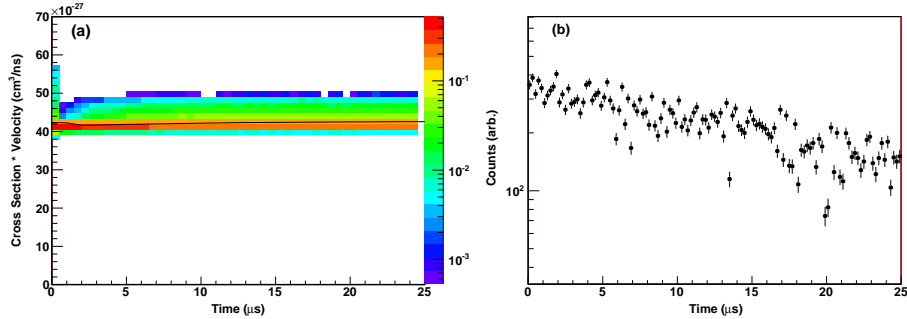 70 ×10⁻²⁷
(a)
60
50
40
30
20
10
0
Cross Section * Velocity (cm³/ns)
0 5 10 15 20 25
Time (μs)
10⁻¹
10⁻²
10⁻³
(b)
10²
Counts (arb.)
0 5 10 15 20 25
Time (μs)